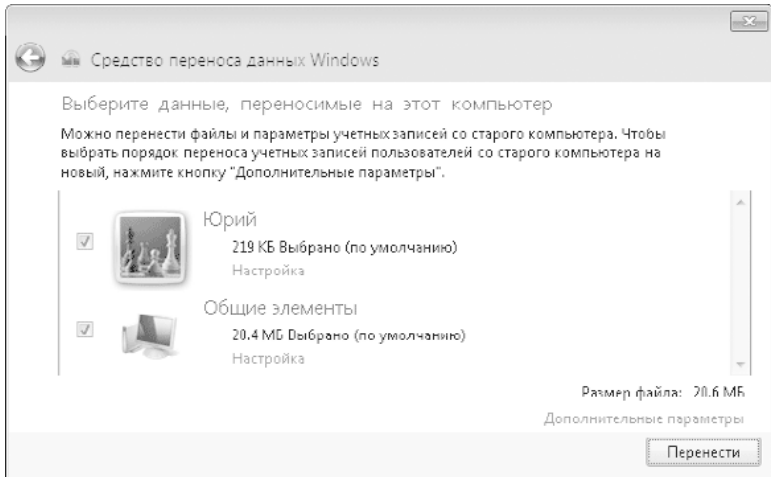 Средство переноса данных Windows
Выберите данные, переносимые на этот компьютер
Можно перенести файлы и параметры учетных записей со старого компьютера. Чтобы
выбрать порядок переноса учетных записей пользователей со старого компьютера на
новый, нажмите кнопку "Дополнительные параметры".
Юрий
219 КБ Выбрано (по умолчанию)
Настройка
Общие элементы
20.4 МБ Выбрано (по умолчанию)
Настройка
Размер файла: 20.6 МБ
Дополнительные параметры
Перенести